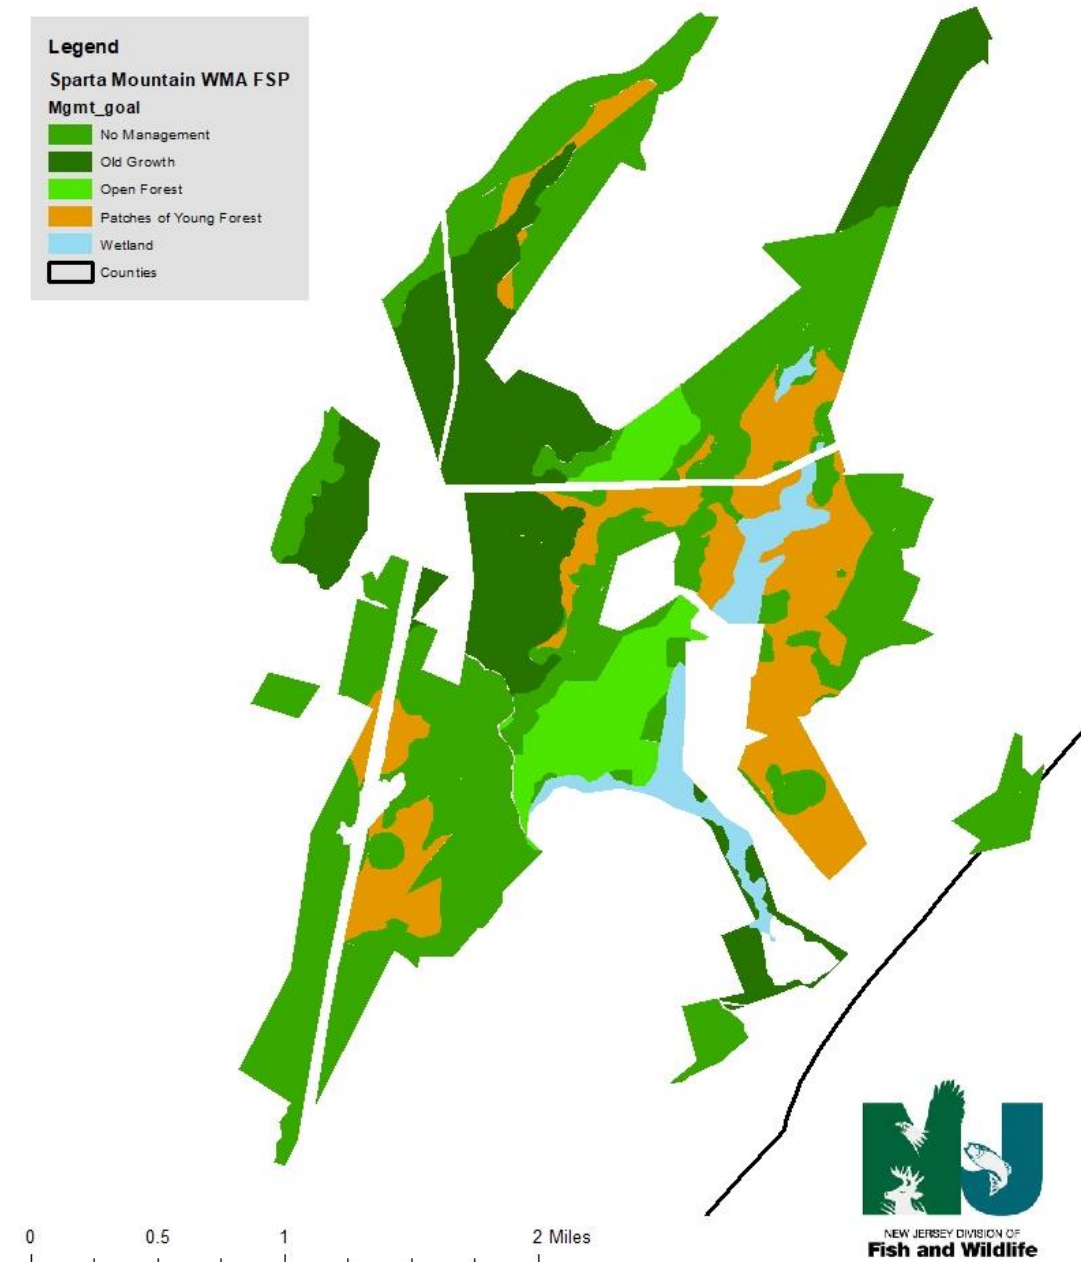 Legend
Sparta Mountain WMA FSP
Mgmt_goal
No Management
Old Growth
Open Forest
Patches of Young Forest
Wetland
Counties
0 0.5 1 2 Miles
NJ
NEW JERSEY DIVISION OF
Fish and Wildlife